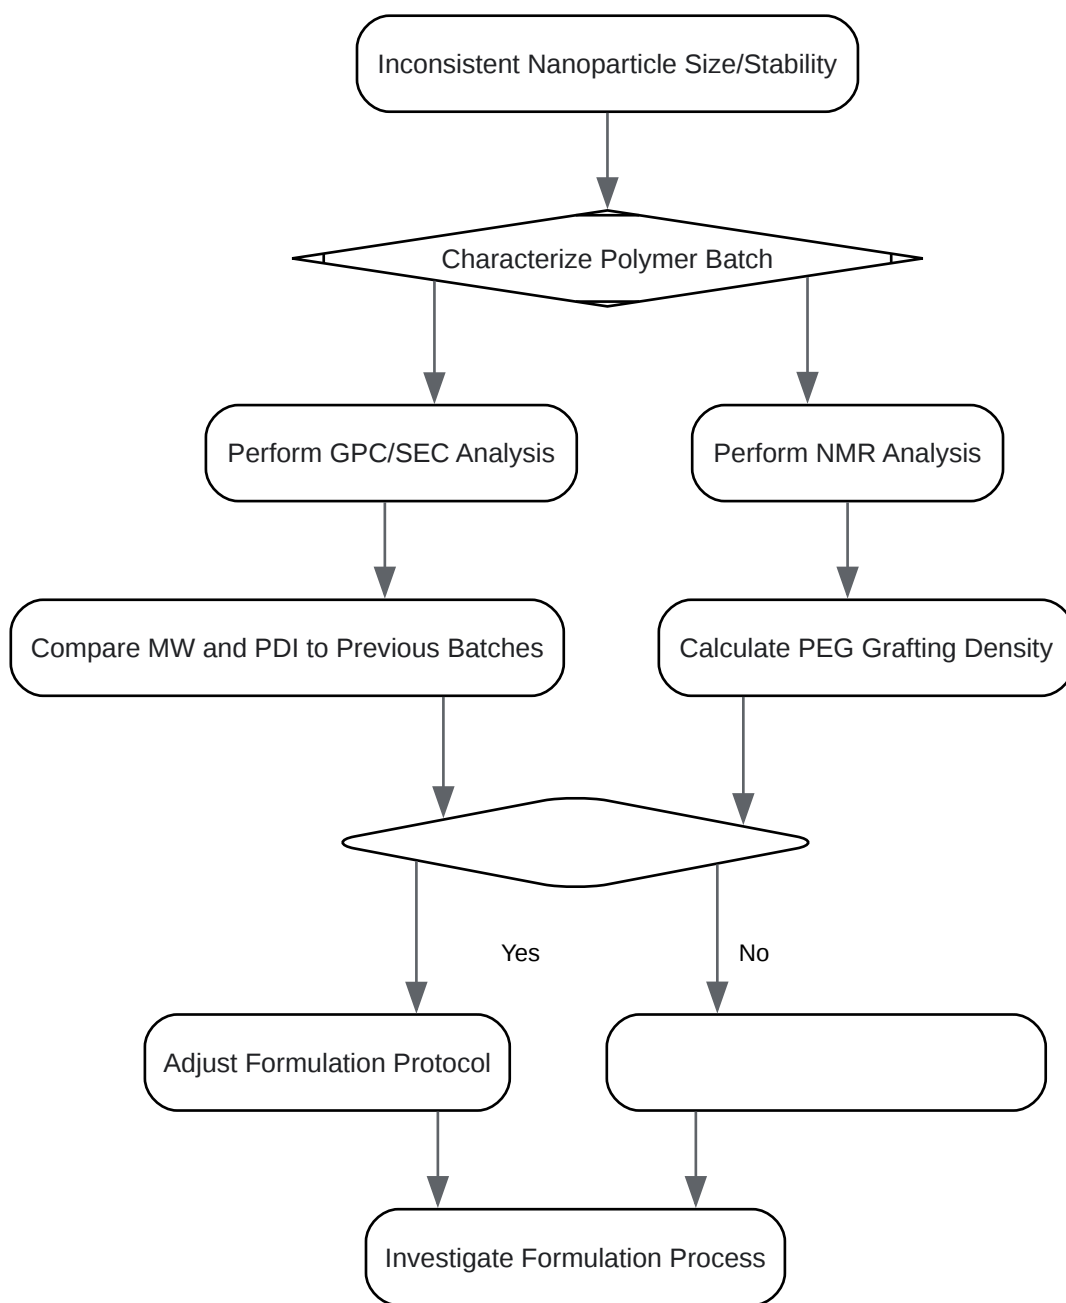 Inconsistent Nanoparticle Size/Stability
Characterize Polymer Batch
Perform GPC/SEC Analysis
Perform NMR Analysis
Compare MW and PDI to Previous Batches
Calculate PEG Grafting Density
Yes
No
Adjust Formulation Protocol
Investigate Formulation Process